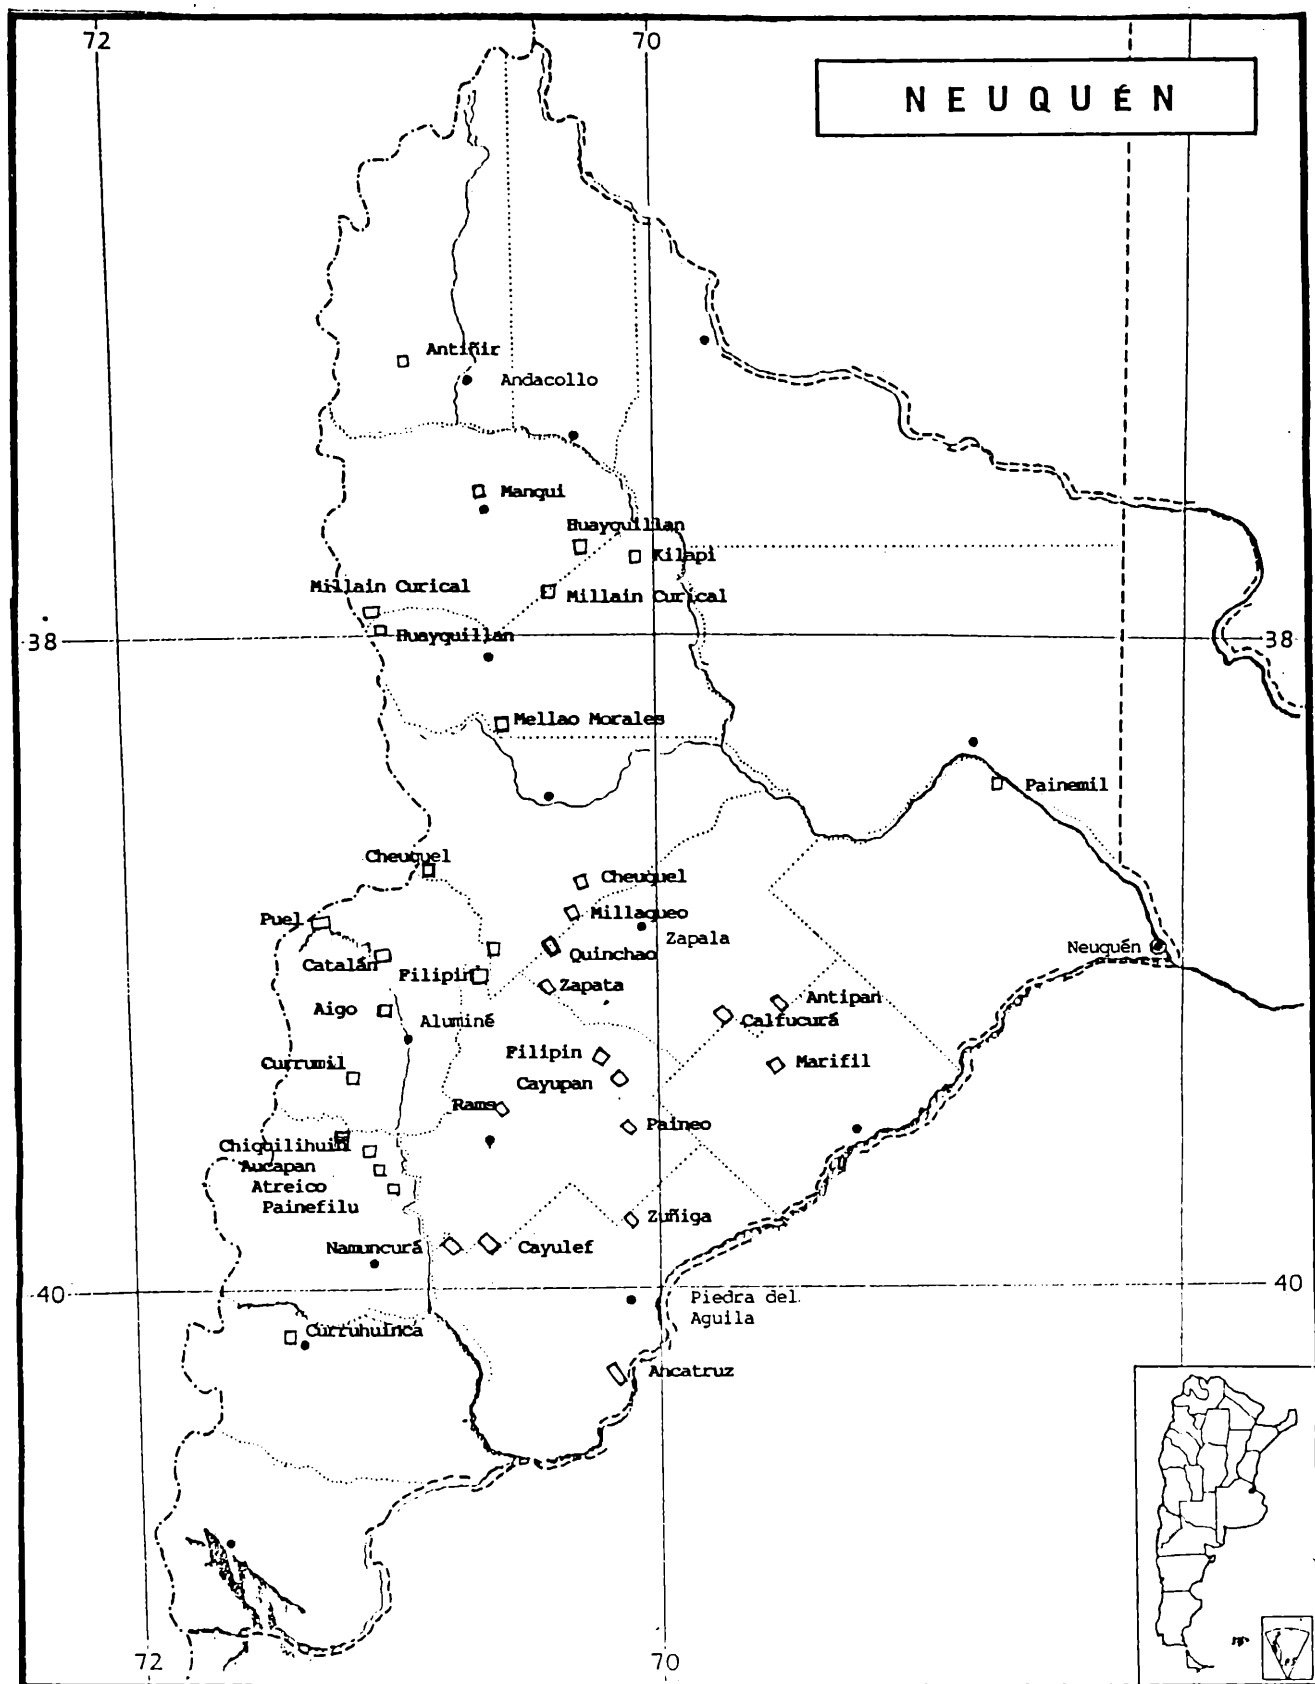 72
70
NEUQUÉN
Antiñir
Andacollo
Manqui
Huayquillan
Kilapi
Millain Curical
Millain Curical
38
Huayquillan
38
Mellao Morales
Painemil
Cheuquel
Cheuquel
Puel
Millaqueo
Zapala
Quinchao
Neuquén
Catalán
Filipin
Zapata
Antipan
Aigo
Aluminé
Calfucurá
Filipin
Marifil
Currumil
Cayupan
Rams
Paineo
Chiquilihuin
Aucapan
Atreico
Painefilu
Zuñiga
Namuncurá
Cayulef
40
40
Piedra del
Aguila
Curruhuinca
Ancatruz
72
70